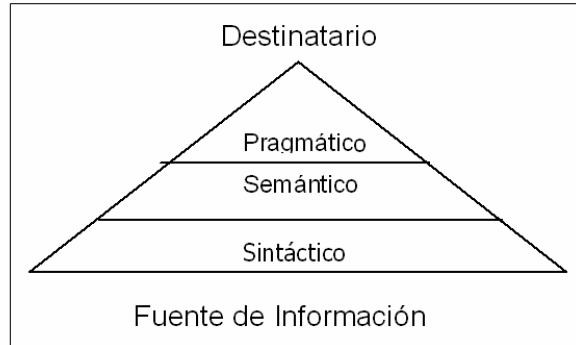 Destinatario
Pragmático
Semántico
Sintáctico
Fuente de Información